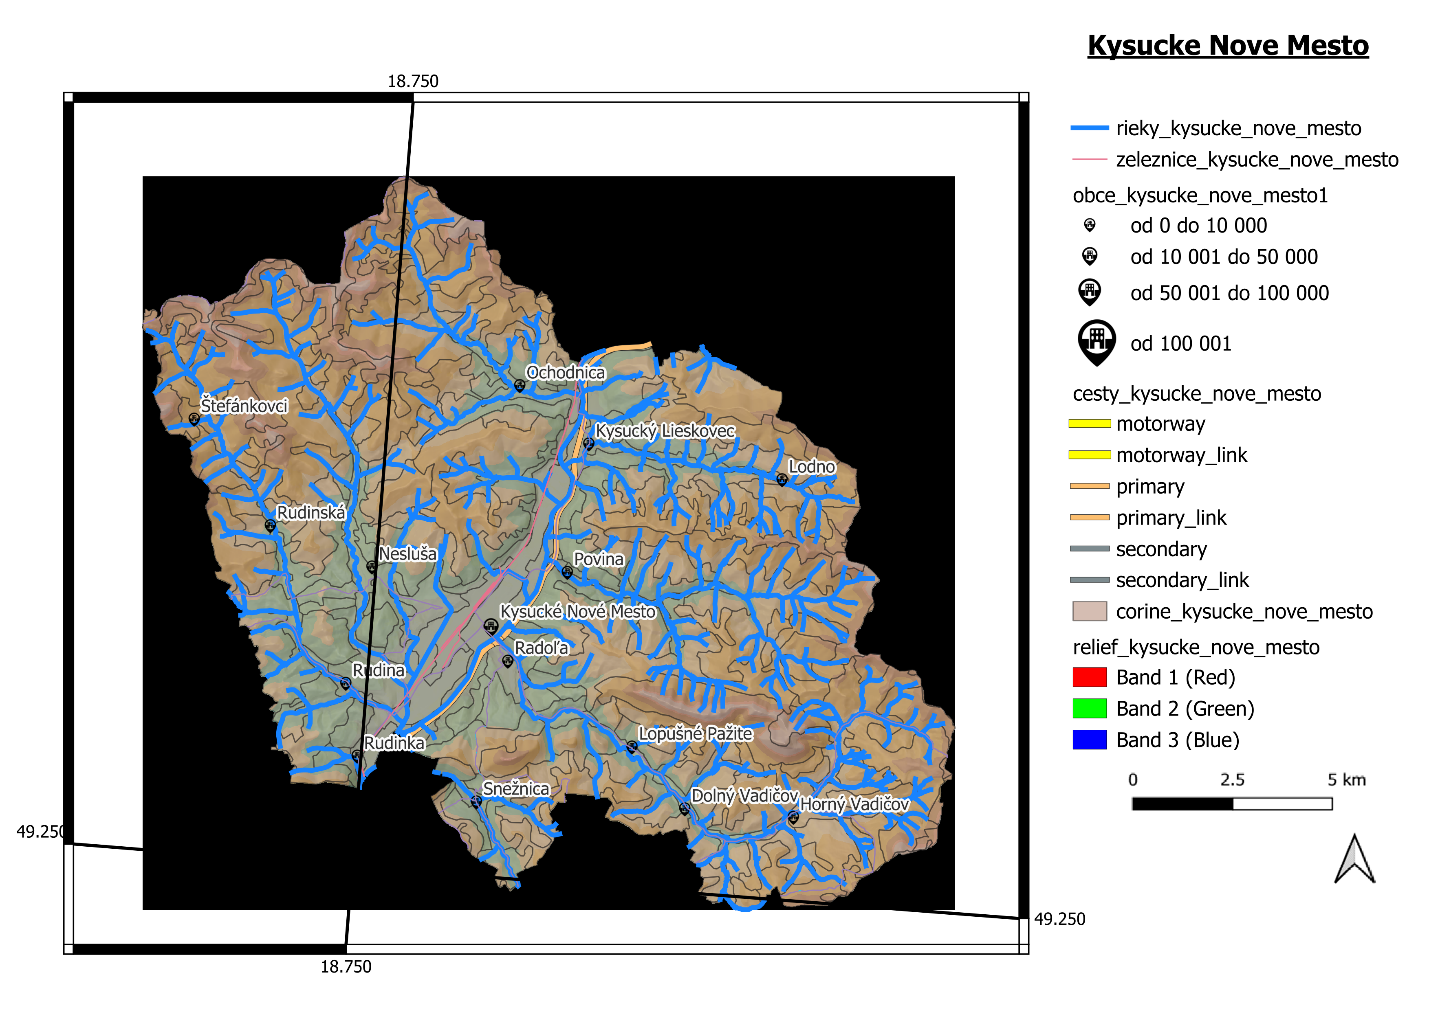 Kysucke Nove Mesto
18.750
rieky_kysucke_nove_mesto
zeleznice_kysucke_nove_mesto
obce_kysucke_nove_mesto1
od 0 do 10 000
od 10 001 do 50 000
od 50 001 do 100 000
od 100 001
cesty_kysucke_nove_mesto
motorway
motorway_link
primary
primary_link
secondary
secondary_link
corine_kysucke_nove_mesto
relief_kysucke_nove_mesto
Band 1 (Red)
Band 2 (Green)
Band 3 (Blue)
0 2.5 5 km
Ochodnica
Štefánkovci
Kysucký Lieskovec
Lodno
Rudinská
Nesluša
Povina
Kysucké Nové Mesto
Radoľa
Rudina
Lopušné Pažite
Rudinka
Snežnica
Dolný Vadičov
Horný Vadičov
49.250
49.250
18.750